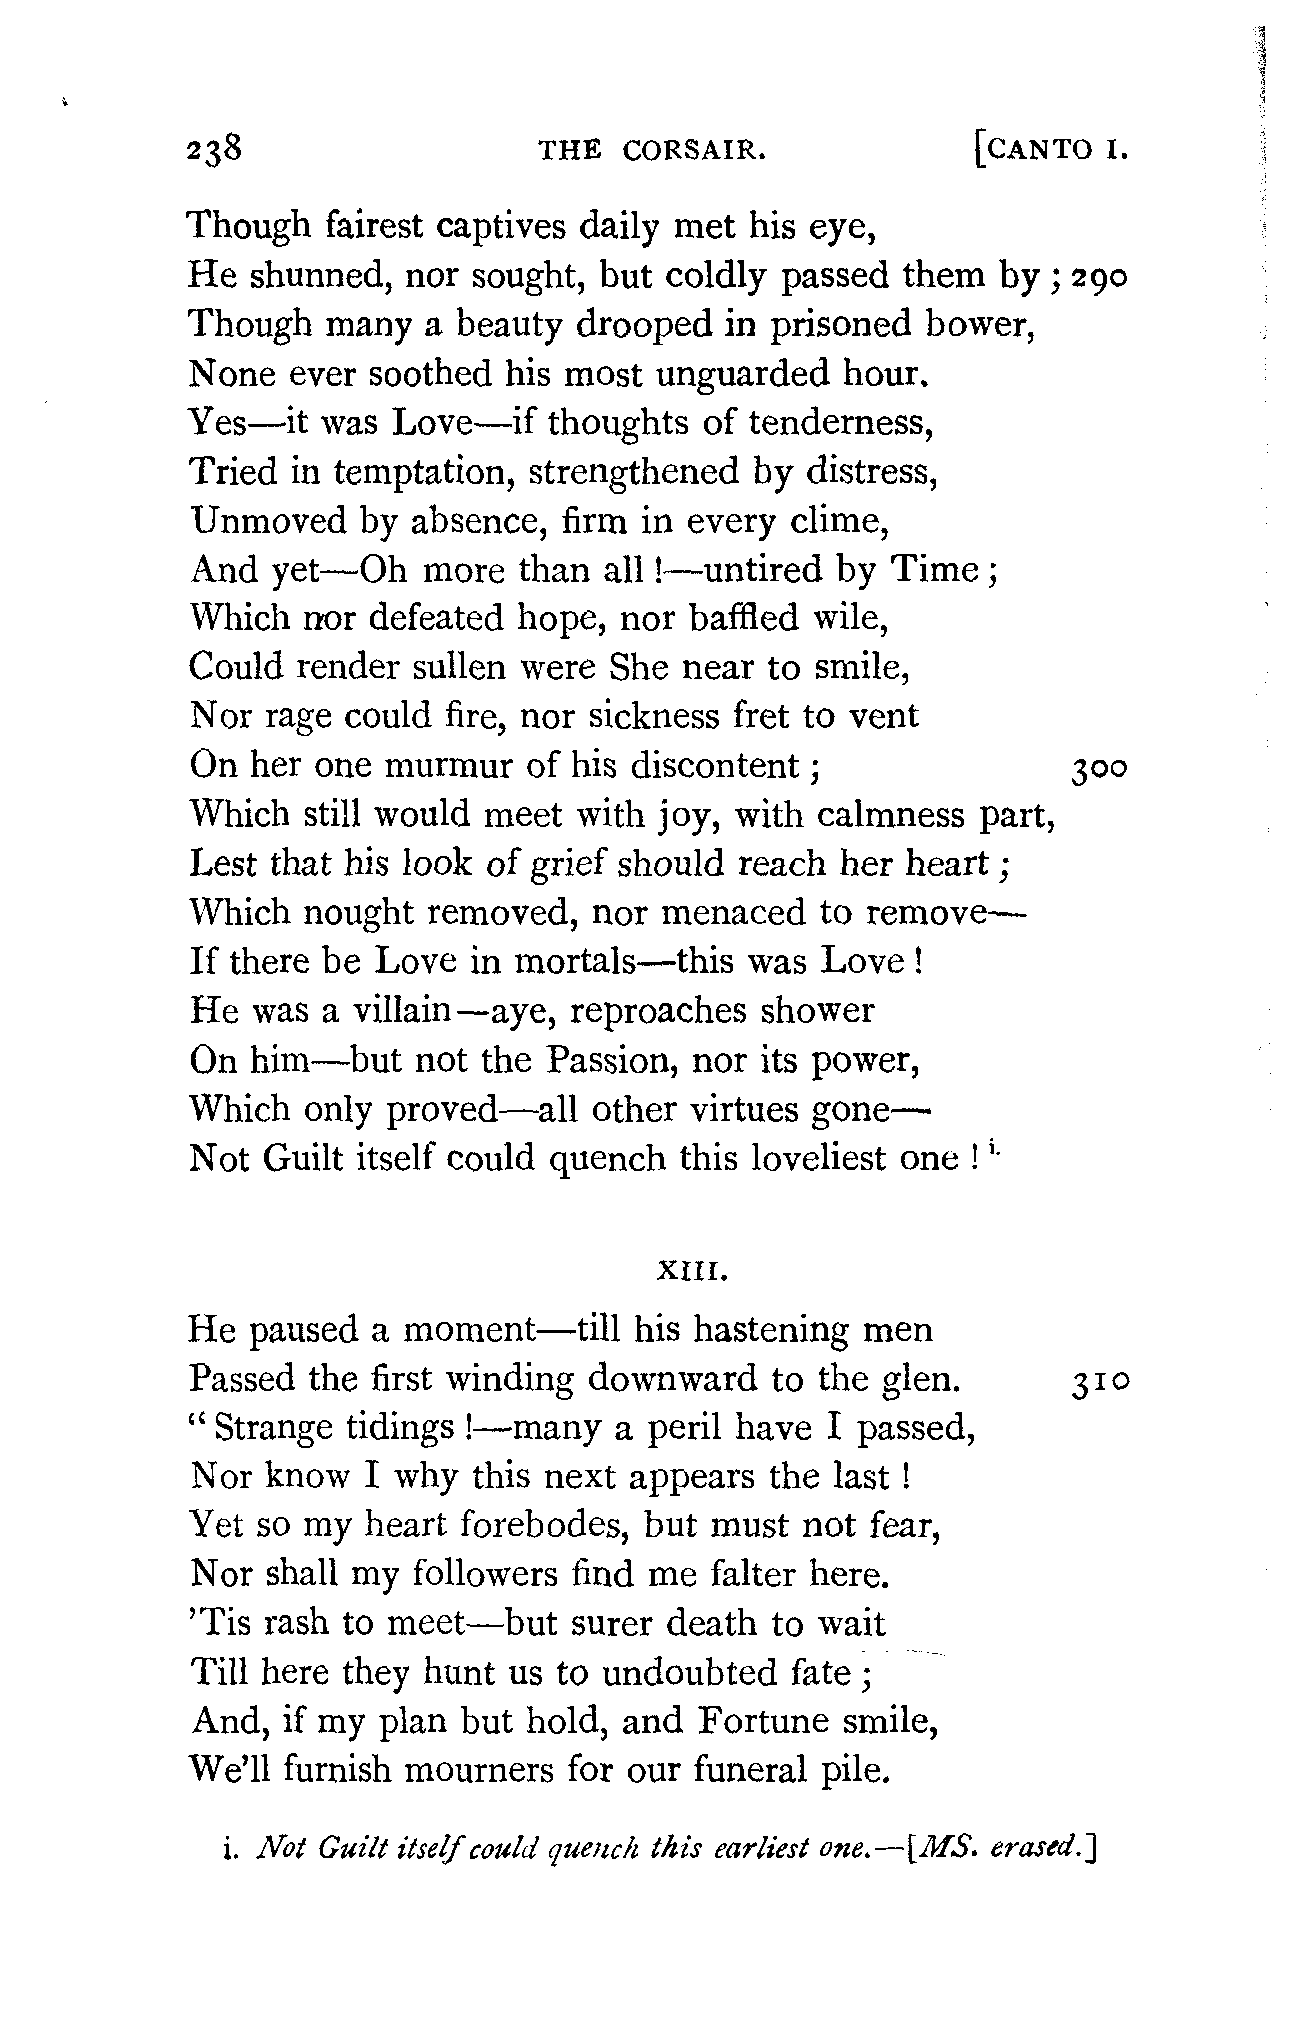 238 THE CORSAIR. [CANTO I.
Though fairest captives daily met his eye,
He shunned, nor sought, but coldly passed them by ; 290
Though many a beauty drooped in prisoned bower,
None ever soothed his most unguarded hour.
Yes—it was Love—if thoughts of tenderness,
Tried in temptation, strengthened by distress,
Unmoved by absence, firm in every clime,
And yet—Oh more than all !—untired by Time ;
Which nor defeated hope, nor baffled wile,
Could render sullen were She near to smile,
Nor rage could fire, nor sickness fret to vent
On her one murmur of his discontent ; 300
Which still would meet with joy, with calmness part,
Lest that his look of grief should reach her heart ;
Which nought removed, nor menaced to remove—
If there be Love in mortals—this was Love !
He was a villain—aye, reproaches shower
On him—but not the Passion, nor its power,
Which only proved—all other virtues gone—
Not Guilt itself could quench this loveliest one ! i.
XIII.
He paused a moment—till his hastening men
Passed the first winding downward to the glen. 310
“ Strange tidings !—many a peril have I passed,
Nor know I why this next appears the last !
Yet so my heart forebodes, but must not fear,
Nor shall my followers find me falter here.
’Tis rash to meet—but surer death to wait
Till here they hunt us to undoubted fate ;
And, if my plan but hold, and Fortune smile,
We’ll furnish mourners for our funeral pile.
i. Not Guilt itself could quench this earliest one.—[MS. erased.]